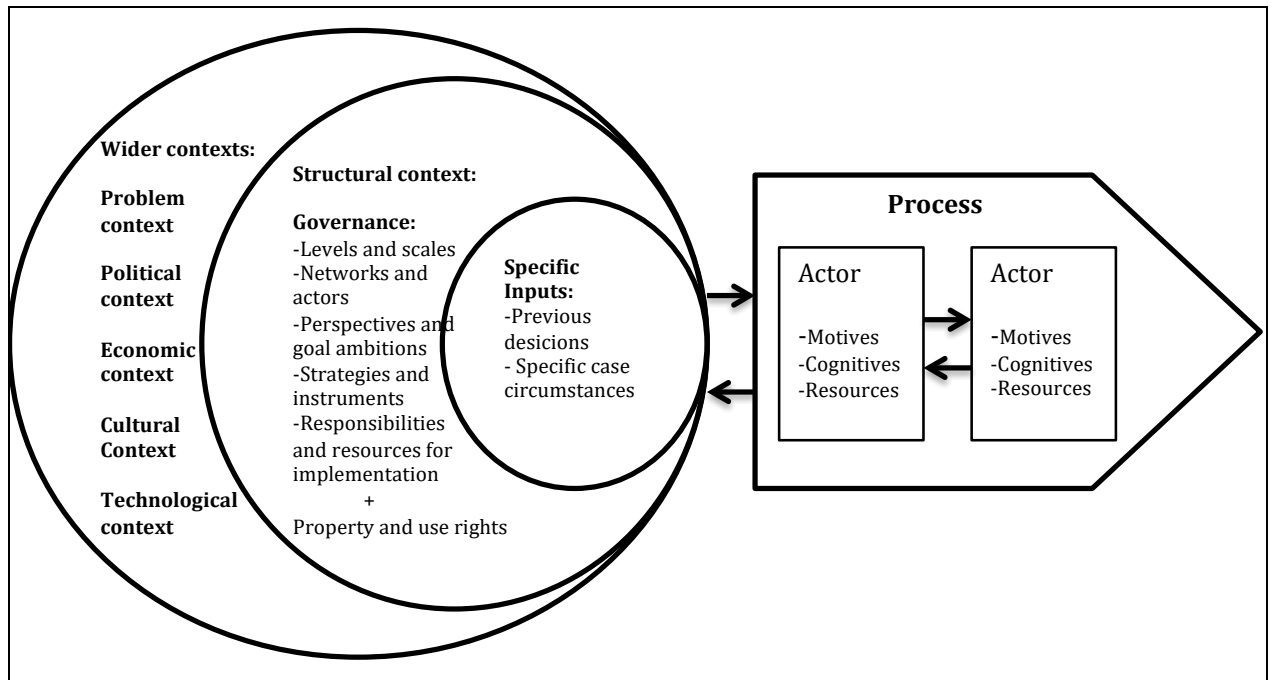 Wider contexts:
Problem
context
Political
context
Economic
context
Cultural
Context
Technological
context
Structural context:
Governance:
-Levels and scales
-Networks and
actors
-Perspectives and
goal ambitions
-Strategies and
instruments
-Responsibilities
and resources for
implementation
+
Property and use rights
Specific
Inputs:
-Previous
desicions
- Specific case
circumstances
Process
Actor
-Motives
-Cognitives
-Resources
Actor
-Motives
-Cognitives
-Resources